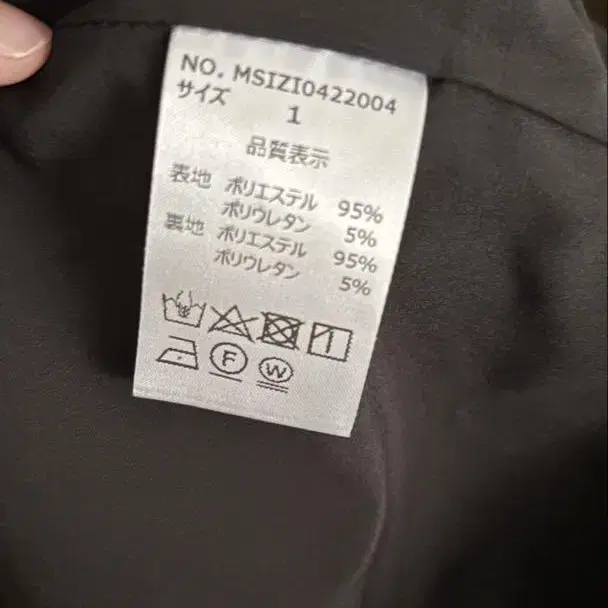 NO. MSIZI0422004
サイズ
1
品質表示
表地 ポリエステル 95%
ポリウレタン 5%
裏地 ポリエステル 95%
ポリウレタン 5%
F W